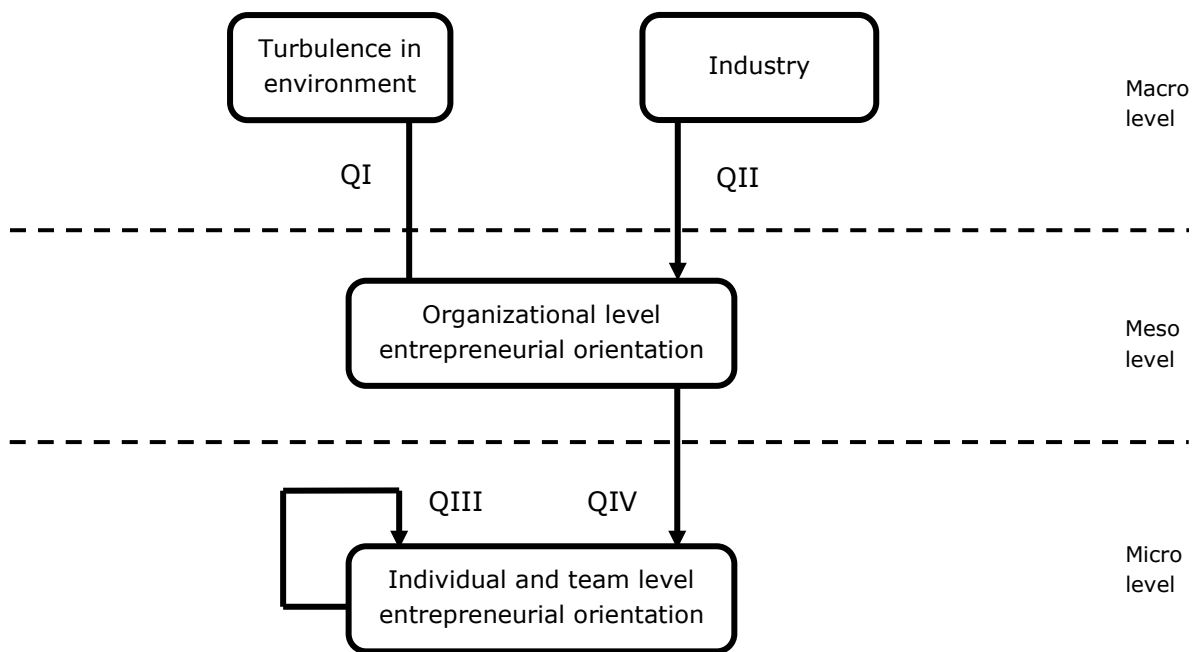 Turbulence in
environment
Industry
Macro
level
QI
QII
Organizational level
entrepreneurial orientation
Meso
level
QIII
QIV
Individual and team level
entrepreneurial orientation
Micro
level